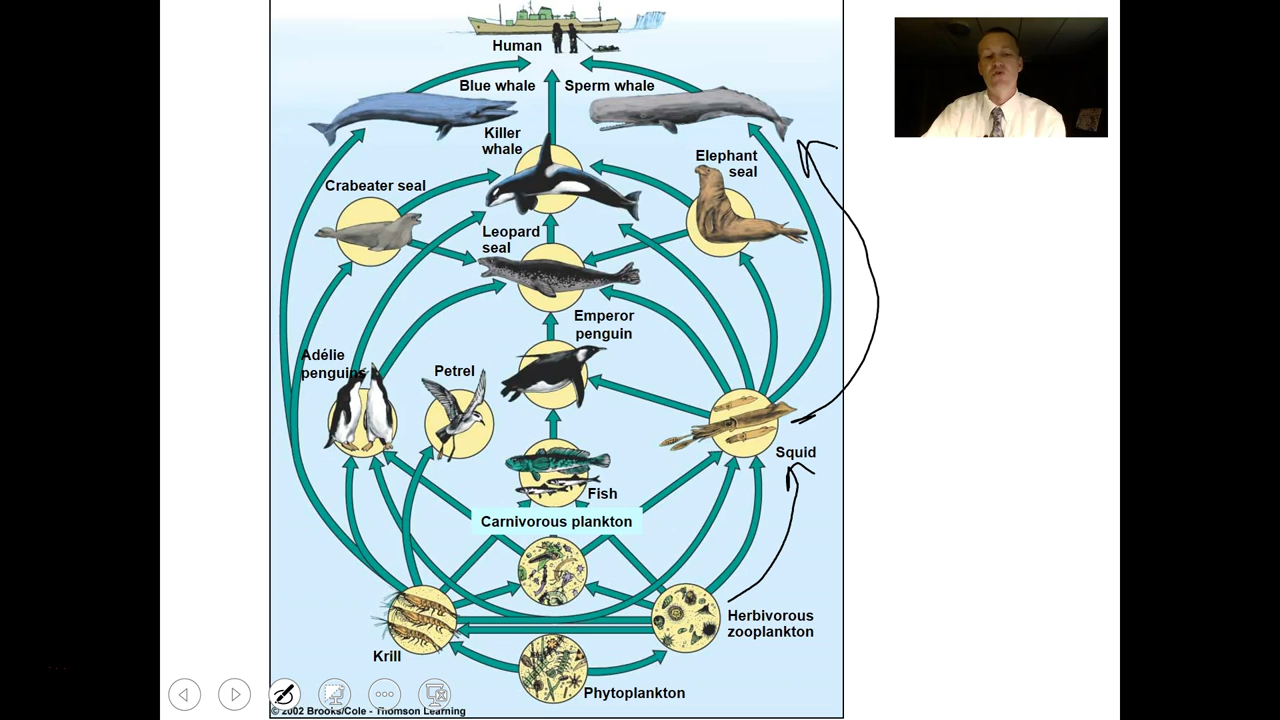 Human
Blue whale
Sperm whale
Killer
whale
Elephant
seal
Crabeater seal
Leopard
seal
Emperor
penguin
Adélie
penguins
Petrel
Squid
Fish
Carnivorous plankton
Herbivorous
zooplankton
Krill
Phytoplankton
© 2002 Brooks/Cole - Thomson Learning